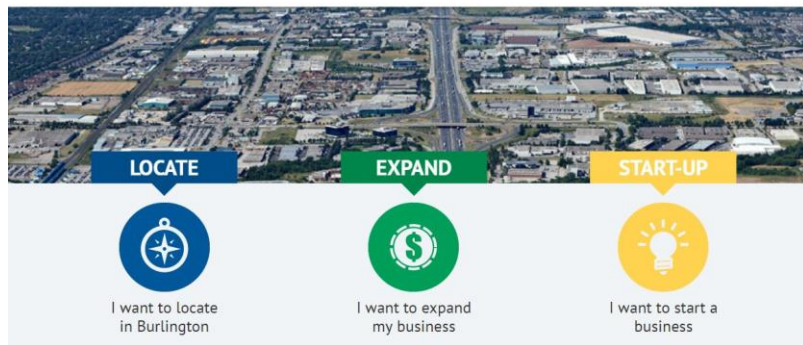 LOCATE
EXPAND
START-UP
I want to locate
in Burlington
I want to expand
my business
I want to start a
business